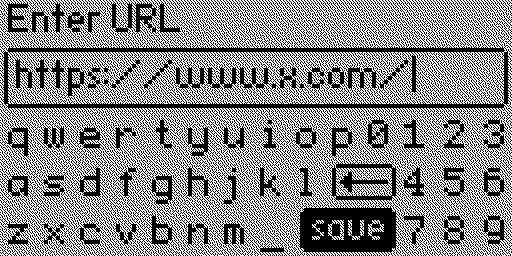 Enter URL
https://www.x.com/
q w e r t y u i o p 0 1 2 3
a s d f g h j k l ← 4 5 6
z x c v b n m _ save 7 8 9